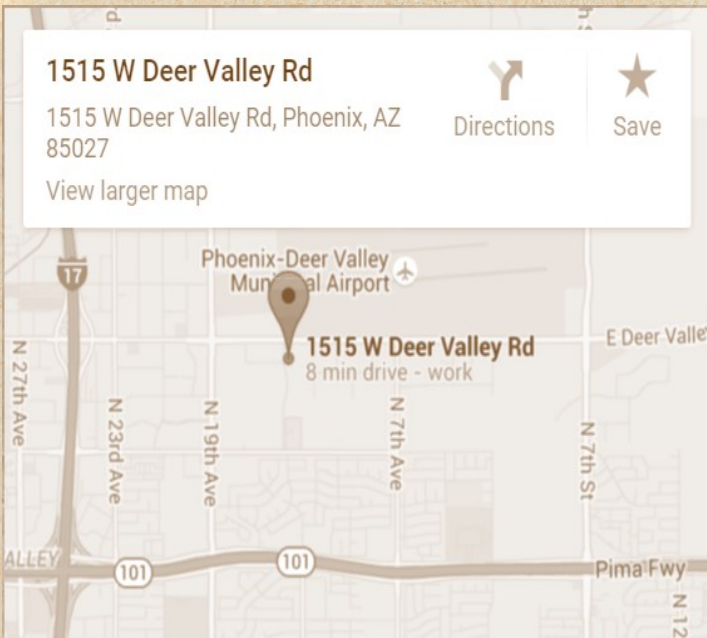 1515 W Deer Valley Rd
1515 W Deer Valley Rd, Phoenix, AZ
85027
View larger map
Directions
Save
17
Phoenix-Deer Valley
Airport
1515 W Deer Valley Rd
8 min drive - work
E Deer
N 27th Ave
N 23rd Ave
N 19th Ave
N 7th Ave
N 7th St
ALLEY
101
101
Pima Fwy
N 12